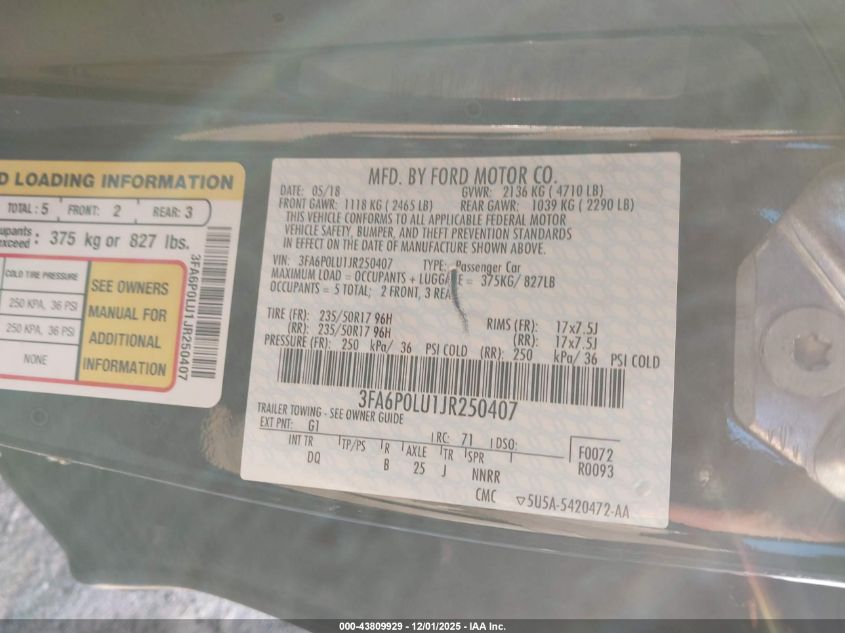 D LOADING INFORMATION
TOTAL: 5 FRONT: 2 REAR: 3
upants
exceed : 375 kg or 827 lbs.
COLD TIRE PRESSURE
250 KPA, 36 PSI
250 KPA, 36 PSI
NONE
SEE OWNERS
MANUAL FOR
ADDITIONAL
INFORMATION
3FA6P0LU1JR250407
MFD. BY FORD MOTOR CO.
DATE: 05/18 GVWR: 2136 KG ( 4710 LB)
FRONT GAWR: 1118 KG ( 2465 LB) REAR GAWR: 1039 KG ( 2290 LB)
THIS VEHICLE CONFORMS TO ALL APPLICABLE FEDERAL MOTOR
VEHICLE SAFETY, BUMPER, AND THEFT PREVENTION STANDARDS
IN EFFECT ON THE DATE OF MANUFACTURE SHOWN ABOVE.
VIN: 3FA6P0LU1JR250407 TYPE: Passenger Car
MAXIMUM LOAD = OCCUPANTS + LUGGAGE = 375KG/ 827LB
OCCUPANTS = 5 TOTAL; 2 FRONT, 3 REAR
TIRE (FR): 235/50R17 96H RIMS (FR): 17x7.5J
(RR): 235/50R17 96H (RR): 17x7.5J
PRESSURE (FR): 250 kPa/ 36 PSI COLD (RR): 250 kPa/ 36 PSI COLD
3FA6P0LU1JR250407
TRAILER TOWING - SEE OWNER GUIDE
EXT PNT: G1 RC: 71 DSO: F0072
INT TR TP/PS R AXLE TR SPR R0093
DQ B 25 J NNRR
CMC ▽5U5A-5420472-AA
000-43809929 - 12/01/2025 - IAA Inc.